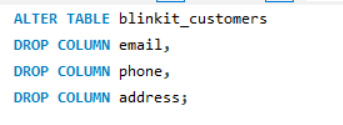 ALTER TABLE blinkit_customers
DROP COLUMN email,
DROP COLUMN phone,
DROP COLUMN address;